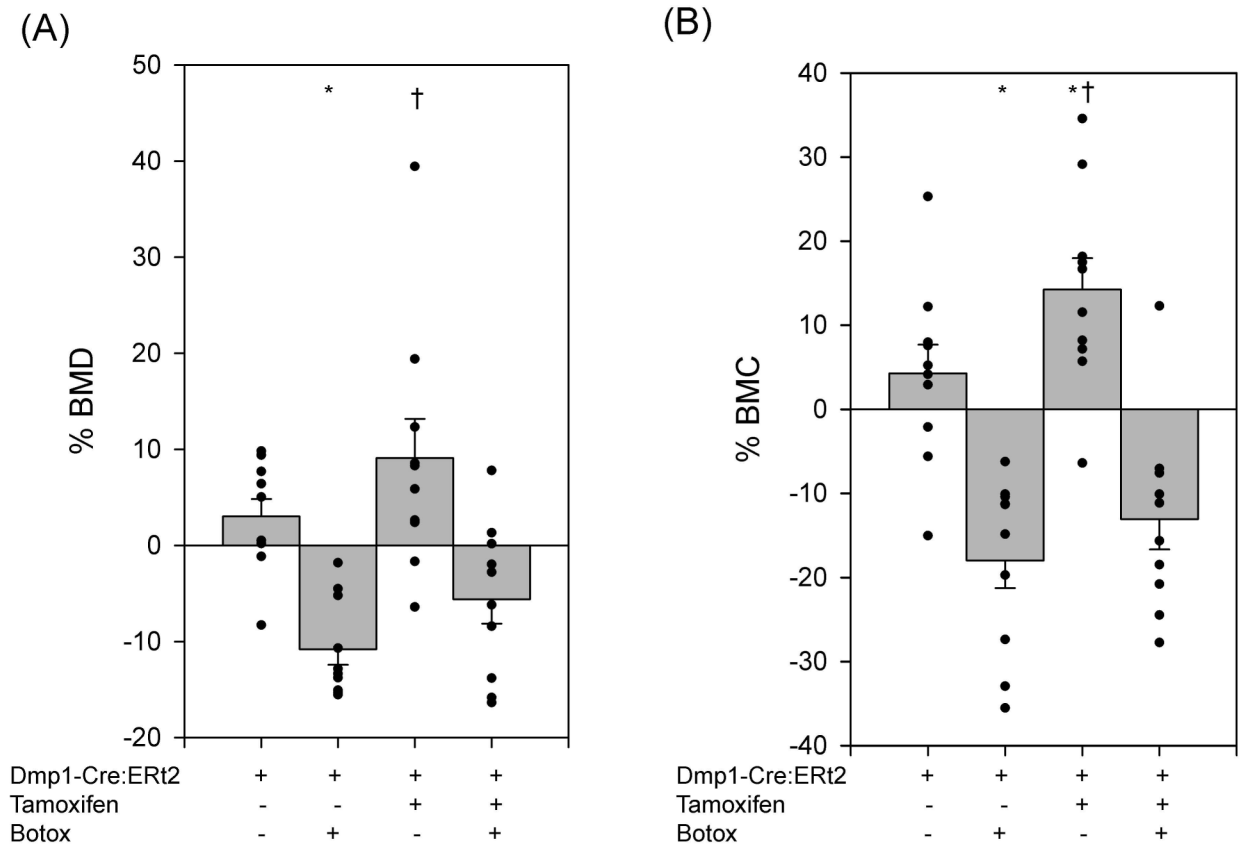 (A)
50
40
30
20
10
0
-10
-20
% BMD
* †
Dmp1-Cre:ERt2 + + + +
Tamoxifen - - + +
Botox - + - +
(B)
40
30
20
10
0
-10
-20
-30
-40
% BMC
* *†
Dmp1-Cre:ERt2 + + + +
Tamoxifen - - + +
Botox - + - +